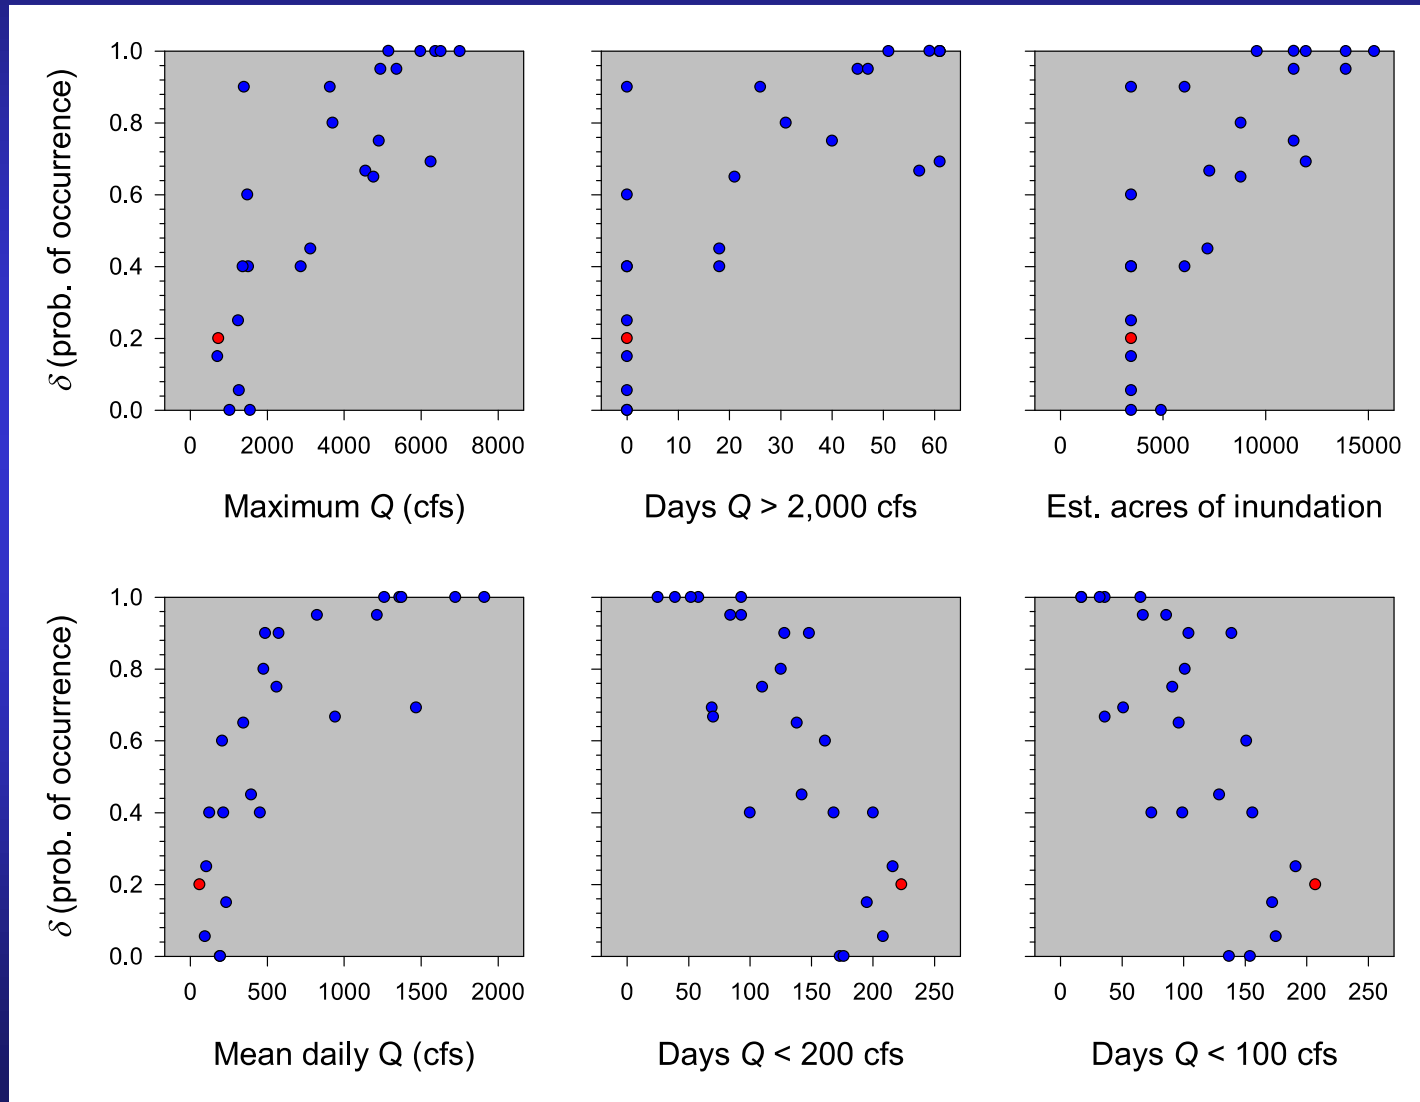 δ (prob. of occurrence)
1.0
0.8
0.6
0.4
0.2
0.0
0 2000 4000 6000 8000
Maximum Q (cfs)
0 10 20 30 40 50 60
Days Q > 2,000 cfs
0 5000 10000 15000
Est. acres of inundation
δ (prob. of occurrence)
1.0
0.8
0.6
0.4
0.2
0.0
0 500 1000 1500 2000
Mean daily Q (cfs)
0 50 100 150 200 250
Days Q < 200 cfs
0 50 100 150 200 250
Days Q < 100 cfs